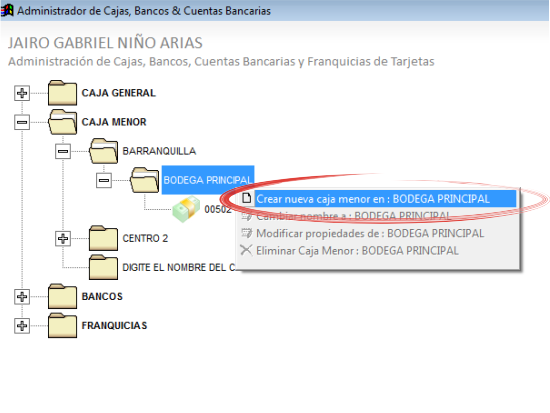 Administrador de Cajas, Bancos & Cuentas Bancarias
JAIRO GABRIEL NIÑO ARIAS
Administración de Cajas, Bancos, Cuentas Bancarias y Franquicias de Tarjetas
CAJA GENERAL
CAJA MENOR
BARRANQUILLA
BODEGA PRINCIPAL
Crear nueva caja menor en : BODEGA PRINCIPAL
00502
Cambiar nombre a : BODEGA PRINCIPAL
Modificar propiedades de : BODEGA PRINCIPAL
CENTRO 2
Eliminar Caja Menor : BODEGA PRINCIPAL
DIGITE EL NOMBRE DEL C
BANCOS
FRANQUICIAS